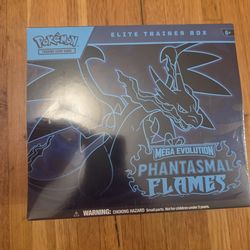 POKÉMON
TRADING CARD GAME
ELITE TRAINER BOX
6+
MEGA EVOLUTION
PHANTASMAL
FLAMES
WARNING: CHOKING HAZARD-Small parts. Not for children under 3 years.